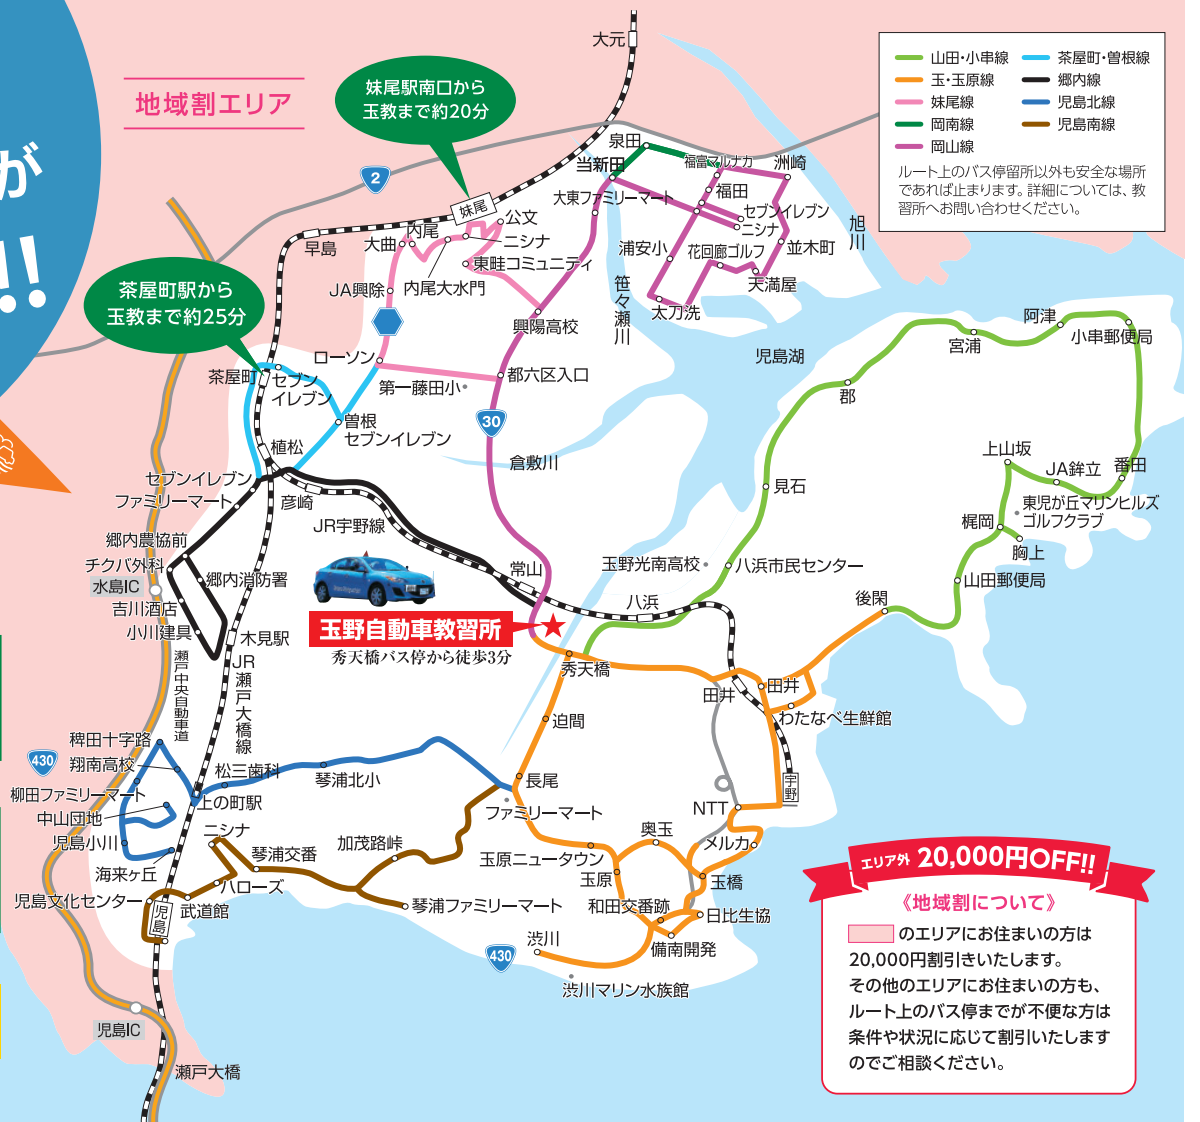 が
!!
地域割エリア
妹尾駅南口から
玉教まで約20分
茶屋町駅から
玉教まで約25分
山田・小串線
玉・玉原線
妹尾線
岡南線
岡山線
茶屋町・曽根線
郷内線
児島北線
児島南線
ルート上のバス停留所以外も安全な場所
であれば止まります。詳細については、教
習所へお問い合わせください。
大元
2
妹尾
早島
泉田
当新田
福富マルナカ
洲崎
大東ファミリーマート
福田
セブンイレブン
ニシナ
浦安小
花回廊ゴルフ
並木町
天満屋
太刀洗
旭川
笹々瀬川
児島湖
公文
ニシナ
内尾
大曲
東畦コミュニティ
JA興除
内尾大水門
興陽高校
ローソン
第一藤田小
都六区入口
30
倉敷川
茶屋町
セブン
イレブン
曽根
セブンイレブン
植松
セブンイレブン
ファミリーマート
彦崎
JR宇野線
郷内農協前
チクバ外科
水島IC
郷内消防署
吉川酒店
小川建具
木見駅
瀬戸中央自動車道
JR瀬戸大橋線
常山
八浜
玉野光南高校
八浜市民センター
見石
郡
宮浦
阿津
小串郵便局
上山坂
JA鉾立
番田
東児が丘マリンヒルズ
ゴルフクラブ
梶岡
胸上
山田郵便局
後閑
玉野自動車教習所
秀天橋バス停から徒歩3分
秀天橋
田井
田井
わたなべ生鮮館
迫間
宇野
長尾
ファミリーマート
NTT
メルカ
奥玉
玉原ニュータウン
玉原
玉橋
和田交番跡
日比生協
備南開発
渋川
430
渋川マリン水族館
430
稗田十字路
翔南高校
柳田ファミリーマート
中山団地
児島小川
海来ヶ丘
松三歯科
上の町駅
琴浦北小
ニシナ
琴浦交番
加茂路峠
ハローズ
児島文化センター
武道館
児島
琴浦ファミリーマート
児島IC
瀬戸大橋
エリア外 20,000円OFF!!
《地域割について》
のエリアにお住まいの方は
20,000円割引きいたします。
その他のエリアにお住まいの方も、
ルート上のバス停までが不便な方は
条件や状況に応じて割引いたします
のでご相談ください。